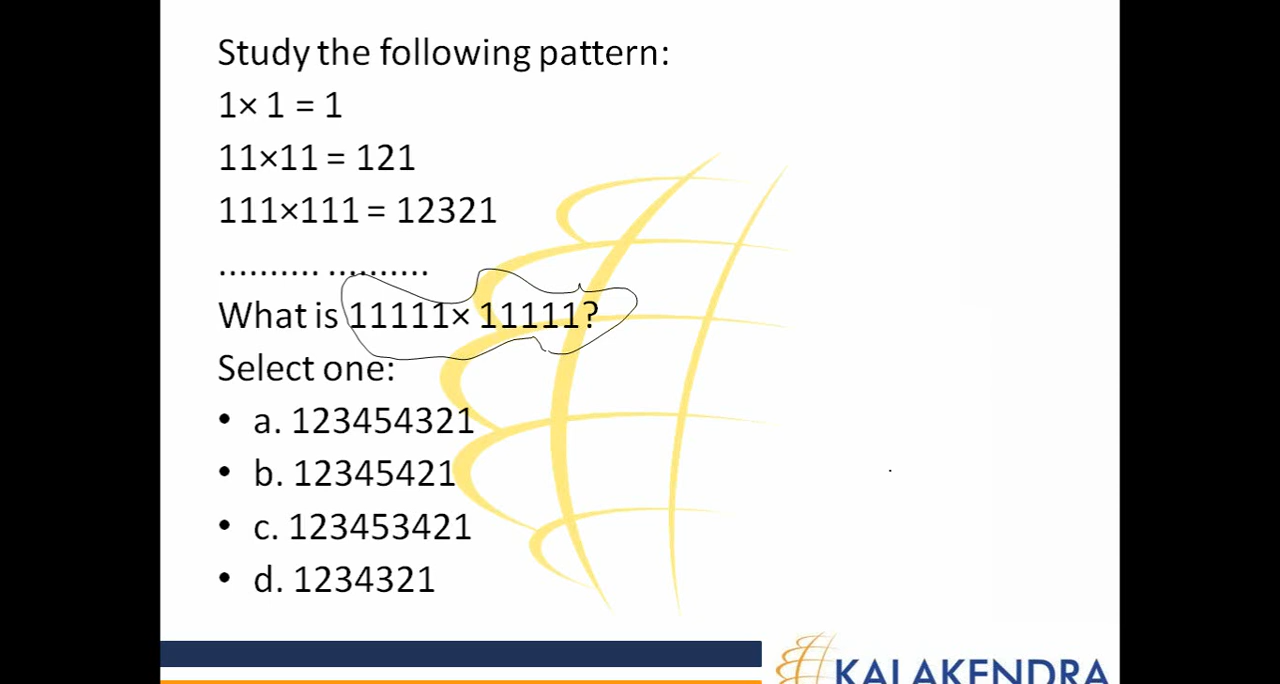 Study the following pattern:
1× 1 = 1
11×11 = 121
111×111 = 12321
.......... ..........
What is 11111× 11111?
Select one:
• a. 123454321
• b. 12345421
• c. 123453421
• d. 1234321
KALAKENDRA